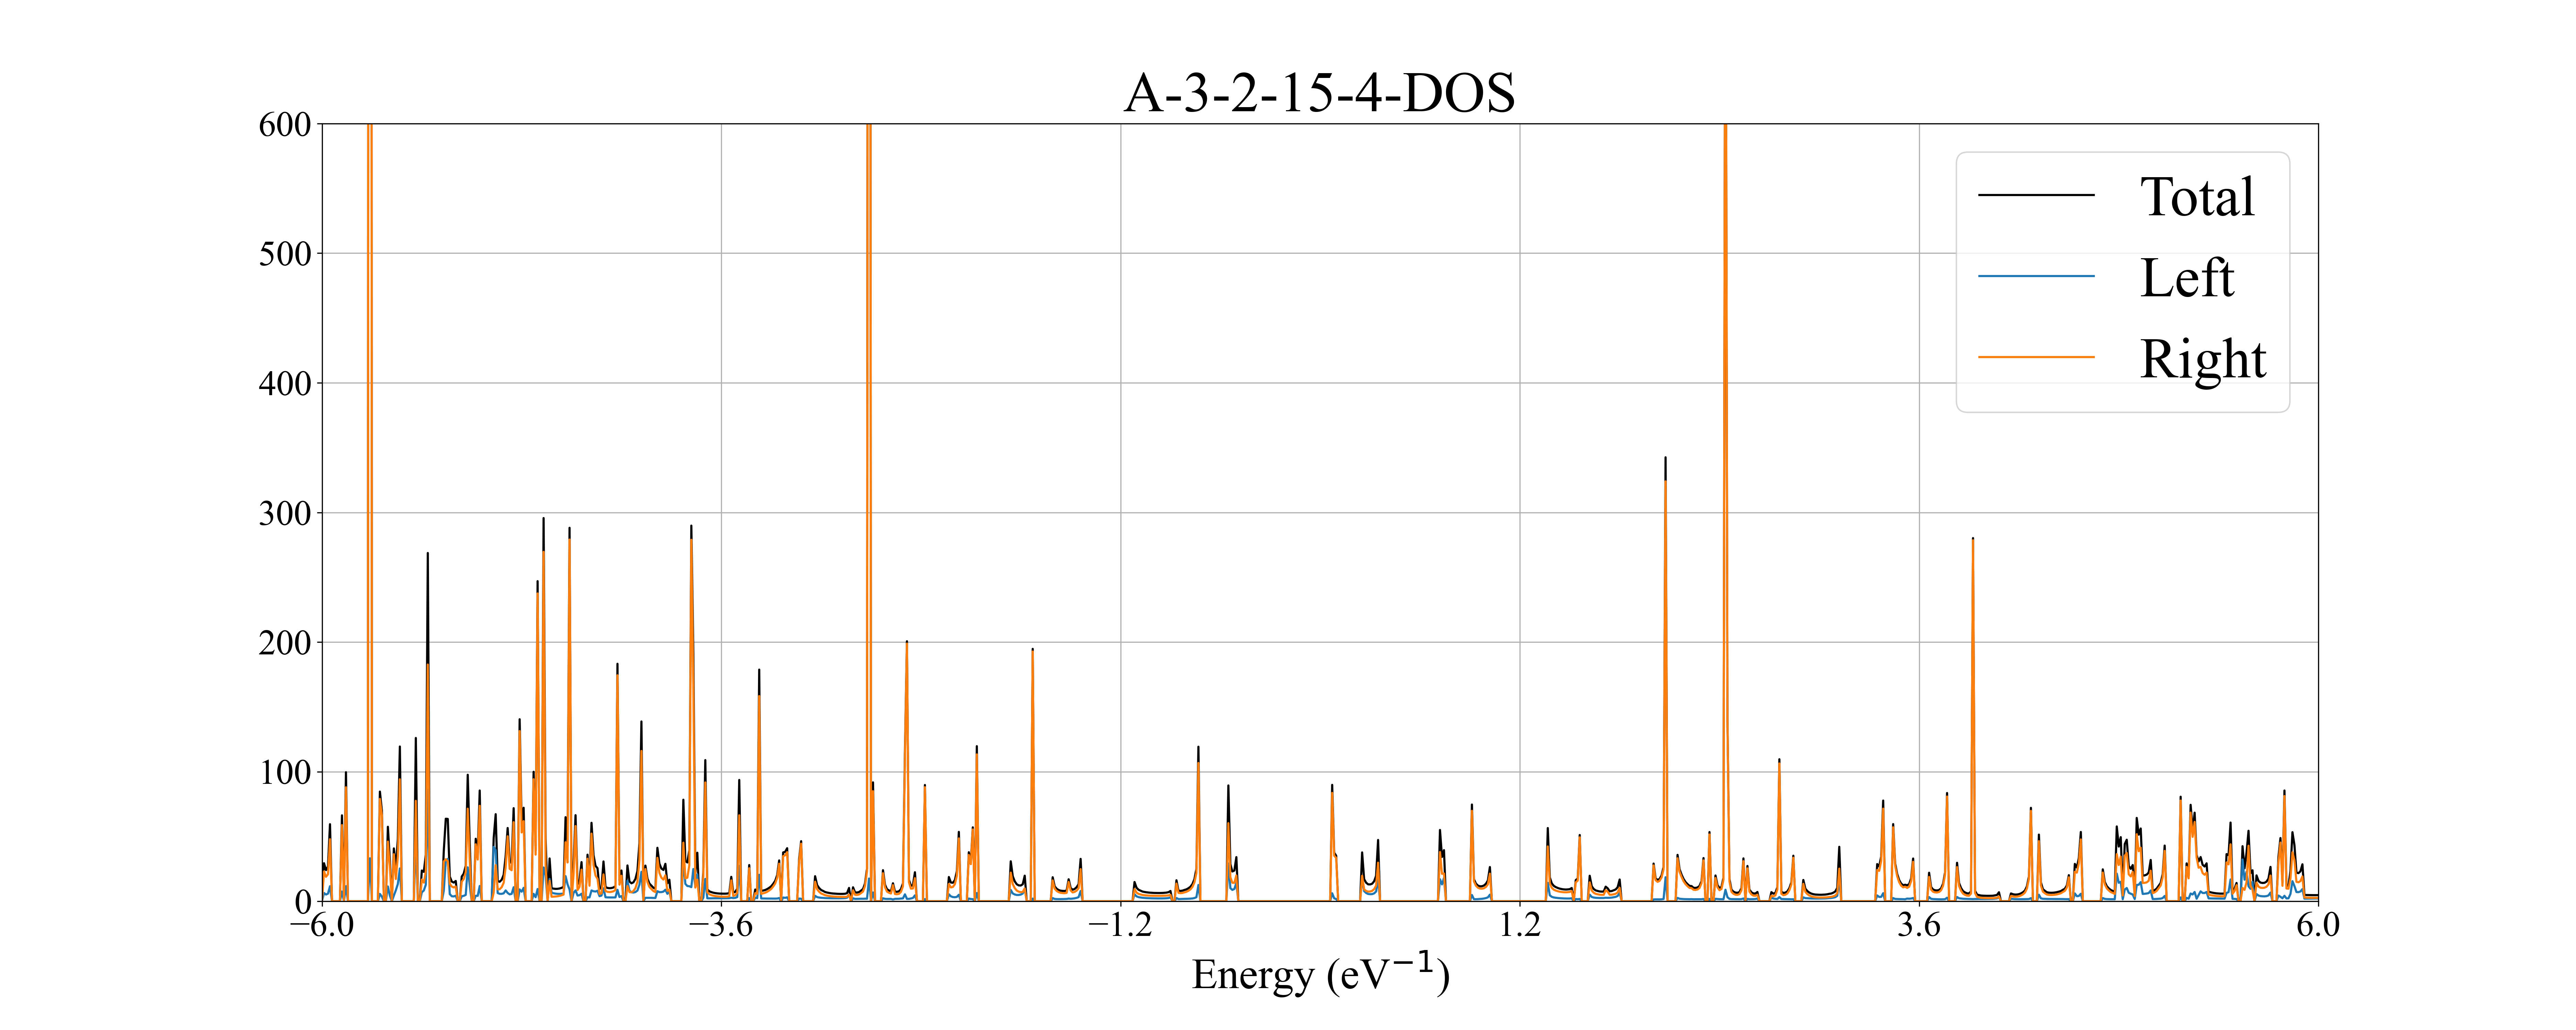 A-3-2-15-4-DOS
600
500
400
300
200
100
0
Total
Left
Right
−6.0 −3.6 −1.2 1.2 3.6 6.0
Energy (eV⁻¹)